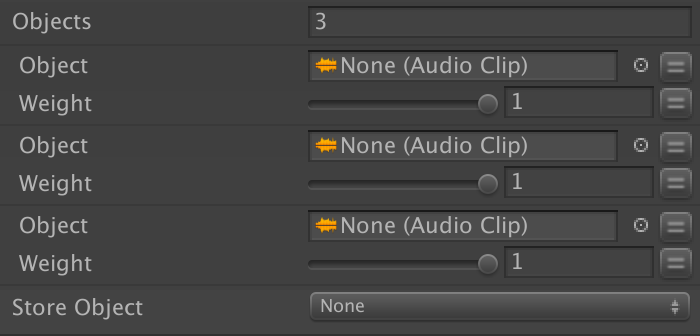 Objects 3
Object None (Audio Clip)
Weight 1
Object None (Audio Clip)
Weight 1
Object None (Audio Clip)
Weight 1
Store Object None